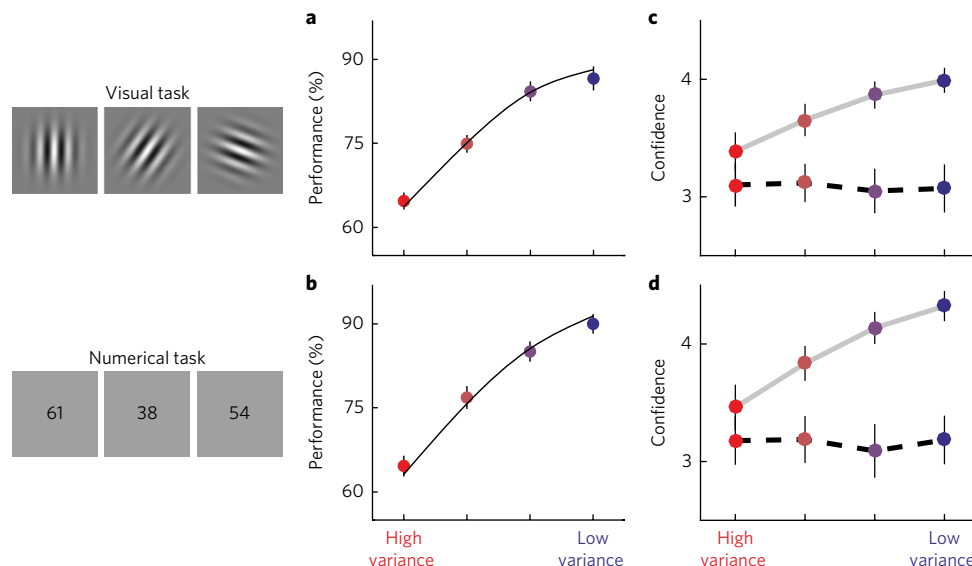 Visual task
a
Performance (%)
90
75
60
c
Confidence
4
3
Numerical task
61
38
54
b
Performance (%)
90
75
60
High
variance
Low
variance
d
Confidence
4
3
High
variance
Low
variance